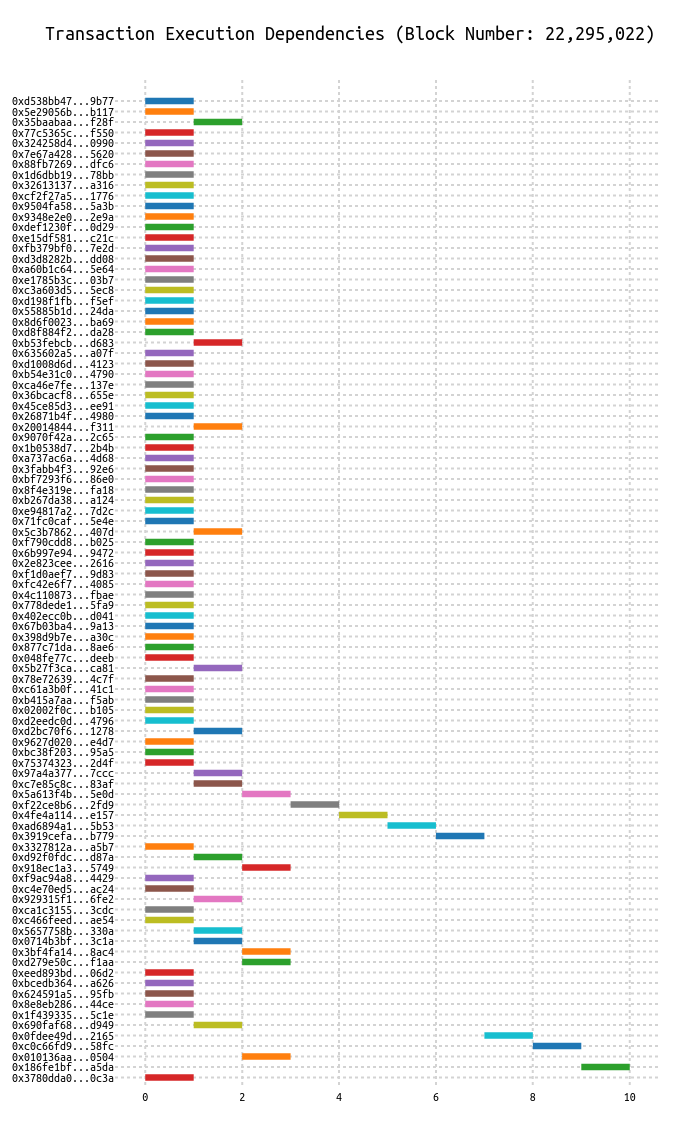 Transaction Execution Dependencies (Block Number: 22,295,022)
0xd538bb47...9b77
0x5e29056b...b117
0x35baabaa...f28f
0x77c5365c...f550
0x324258d4...0990
0x7e67a428...5620
0x88fb7269...dfc6
0x1d6dbb19...78bb
0x32613137...a316
0xcf2f27a5...1776
0x9504fa58...5a3b
0x9348e2e0...2e9a
0xdef1230f...0d29
0xe15df581...c21c
0xfb379bf0...7e2d
0xd3d8282b...dd08
0xa60b1c64...5e64
0xe1785b3c...03b7
0xc3a603d5...5ec8
0xd198f1fb...f5ef
0x55885b1d...24da
0x8d6f0023...ba69
0xd8f884f2...da28
0xb53febcb...d683
0x635602a5...a07f
0xd1008d6d...4123
0xb54e31c0...4790
0xca46e7fe...137e
0x36bcacf8...655e
0x45ce85d3...ee91
0x26871b4f...4980
0x20014844...f311
0x9070f42a...2c65
0x1b0538d7...2b4b
0xa737ac6a...4d68
0x3fabb4f3...92e6
0xbf7293f6...86e0
0x8f4e319e...fa18
0xb267da38...a124
0xe94817a2...7d2c
0x71fc0caf...5e4e
0x5c3b7862...407d
0xf790cdd8...b025
0x6b997e94...9472
0x2e823cee...2616
0xf1d0aef7...9d83
0xfc42e6f7...4085
0x4c110873...fbae
0x778dede1...5fa9
0x402ecc0b...d041
0x67b03ba4...9a13
0x398d9b7e...a30c
0x877c71da...8ae6
0x048fe77c...deeb
0x5b27f3ca...ca81
0x78e72639...4c7f
0xc61a3b0f...41c1
0xb415a7aa...f5ab
0x02002f0c...b105
0xd2eedc0d...4796
0xd2bc70f6...1278
0x9627d020...e4d7
0xbc38f203...95a5
0x75374323...2d4f
0x97a4a377...7ccc
0xc7e85c8c...83af
0x5a613f4b...5e0d
0xf22ce8b6...2fd9
0x4fe4a114...e157
0xad6894a1...5b53
0x3919cefa...b779
0x3327812a...a5b7
0xd92f0fdc...d87a
0x918ec1a3...5749
0xf9ac94a8...4429
0xc4e70ed5...ac24
0x929315f1...6fe2
0xca1c3155...3cdc
0xc466feed...ae54
0x5657758b...330a
0x0714b3bf...3c1a
0x3bf4fa14...8ac4
0xd279e50c...f1aa
0xeed893bd...06d2
0xbcedb364...a626
0x624591a5...95fb
0x8e8eb286...44ce
0x1f439335...5c1e
0x690faf68...d949
0x0fdee49d...2165
0xc0c66fd9...58fc
0x010136aa...0504
0x186fe1bf...a5da
0x3780dda0...0c3a
0 2 4 6 8 10